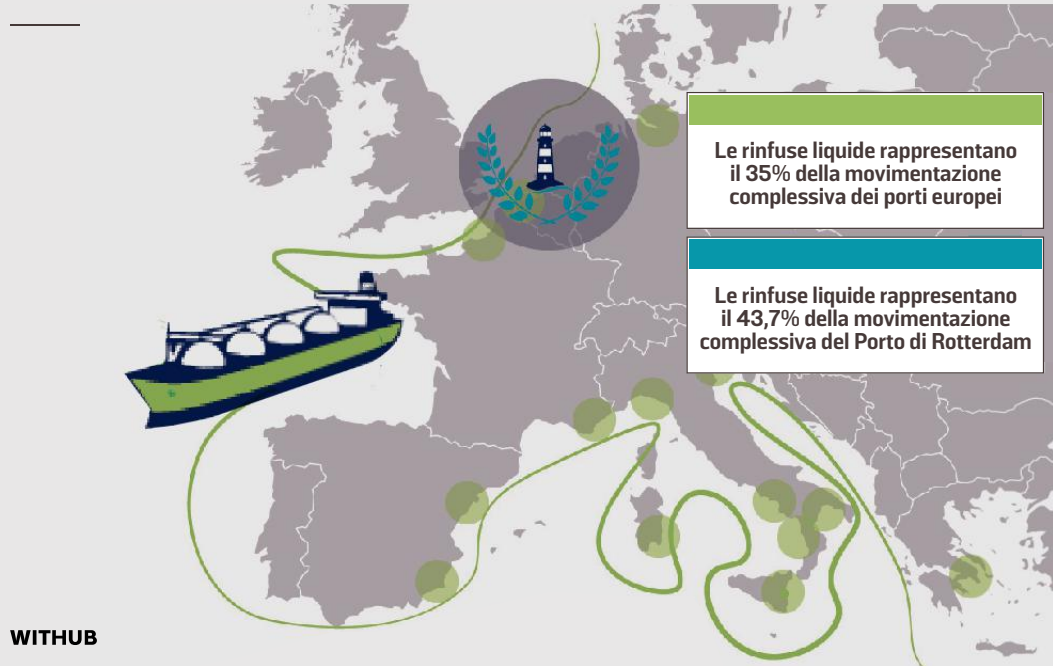 Le rinfuse liquide rappresentano
il 35% della movimentazione
complessiva dei porti europei
Le rinfuse liquide rappresentano
il 43,7% della movimentazione
complessiva del Porto di Rotterdam
WITHUB